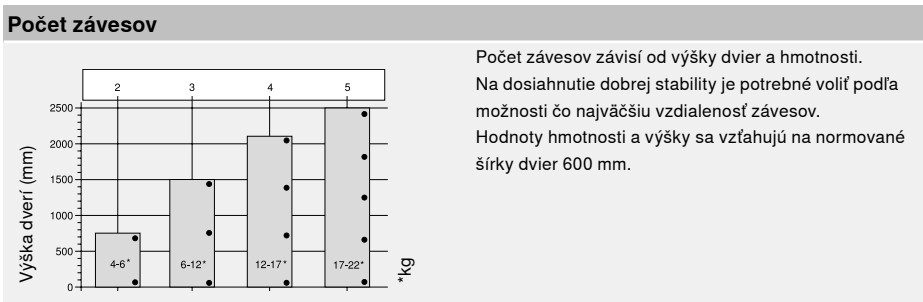 Počet závesov
2 3 4 5
Výška dverí (mm)
2500
2000
1500
1000
500
0
4-6*
6-12*
12-17*
17-22*
*kg
Počet závesov závisí od výšky dvier a hmotnosti.
Na dosiahnutie dobrej stability je potrebné voliť podľa
možnosti čo najväčšiu vzdialenosť závesov.
Hodnoty hmotnosti a výšky sa vzťahujú na normované
šírky dvier 600 mm.